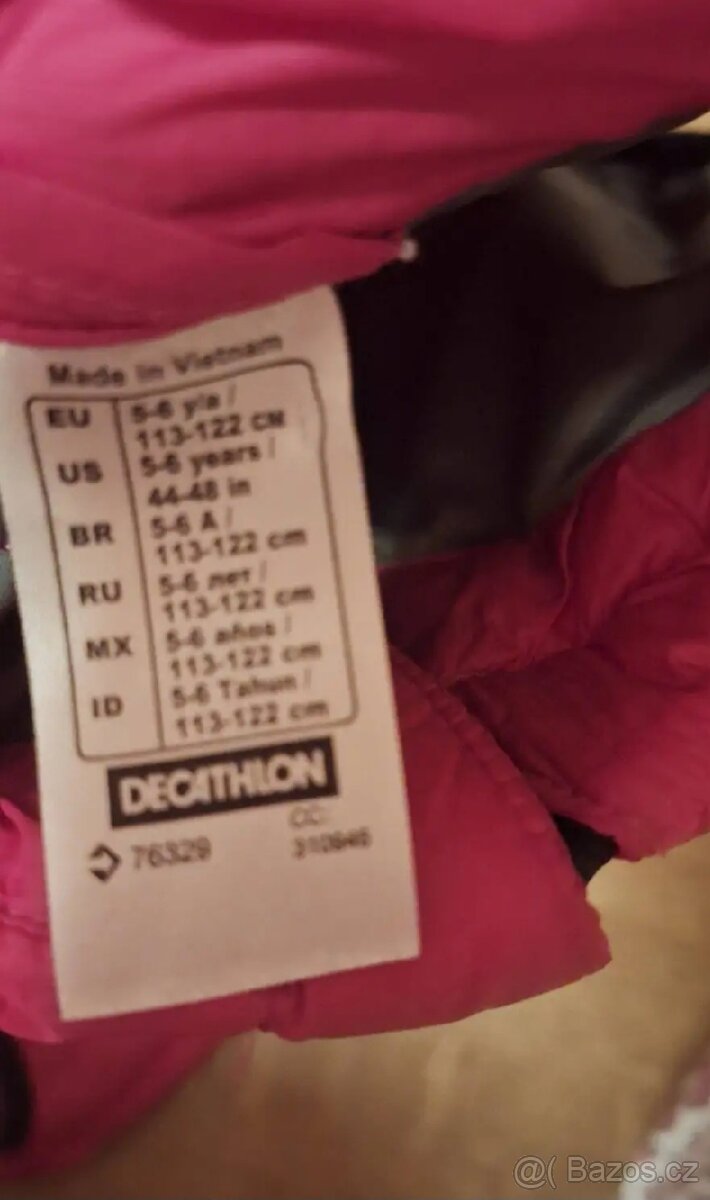 Made in Vietnam
EU 5-6 y/a /
113-122 CM
US 5-6 years /
44-48 in
BR 5-6 A /
113-122 cm
RU 5-6 лет /
113-122 cm
MX 5-6 años /
113-122 cm
ID 5-6 Tahun /
113-122 cm
DECATHLON
CC:
76329 310646
@( Bazos.cz